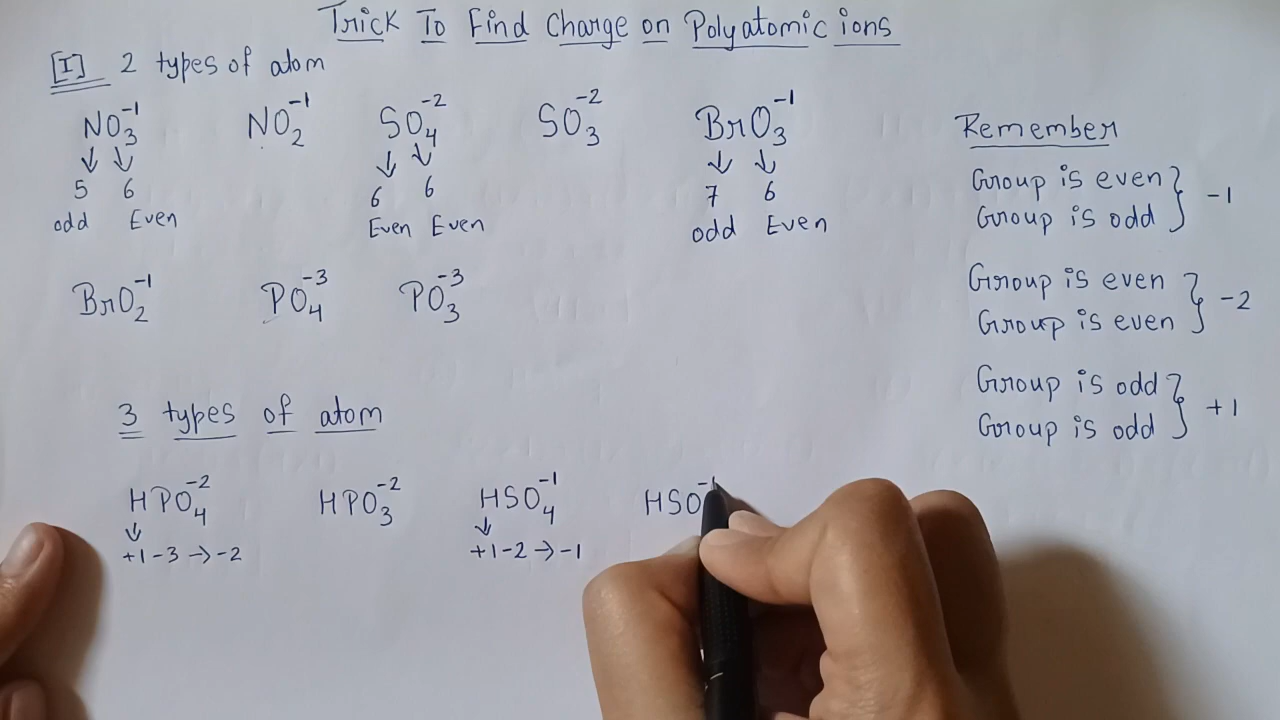 Trick To Find Charge on Polyatomic ions
[I] 2 types of atom
NO₃⁻¹ NO₂⁻¹ SO₄⁻² SO₃⁻² BrO₃⁻¹
↓ ↓ ↓ ↓ ↓ ↓
5 6 6 6 7 6
odd Even Even Even odd Even
BrO₂⁻¹ PO₄⁻³ PO₃⁻³
Remember
Group is even
Group is odd } -1
Group is even
Group is even } -2
Group is odd
Group is odd } +1
3 types of atom
HPO₄⁻² HPO₃⁻² HSO₄⁻¹ HSO⁻¹
↓ ↓
+1-3 → -2 +1-2 → -1